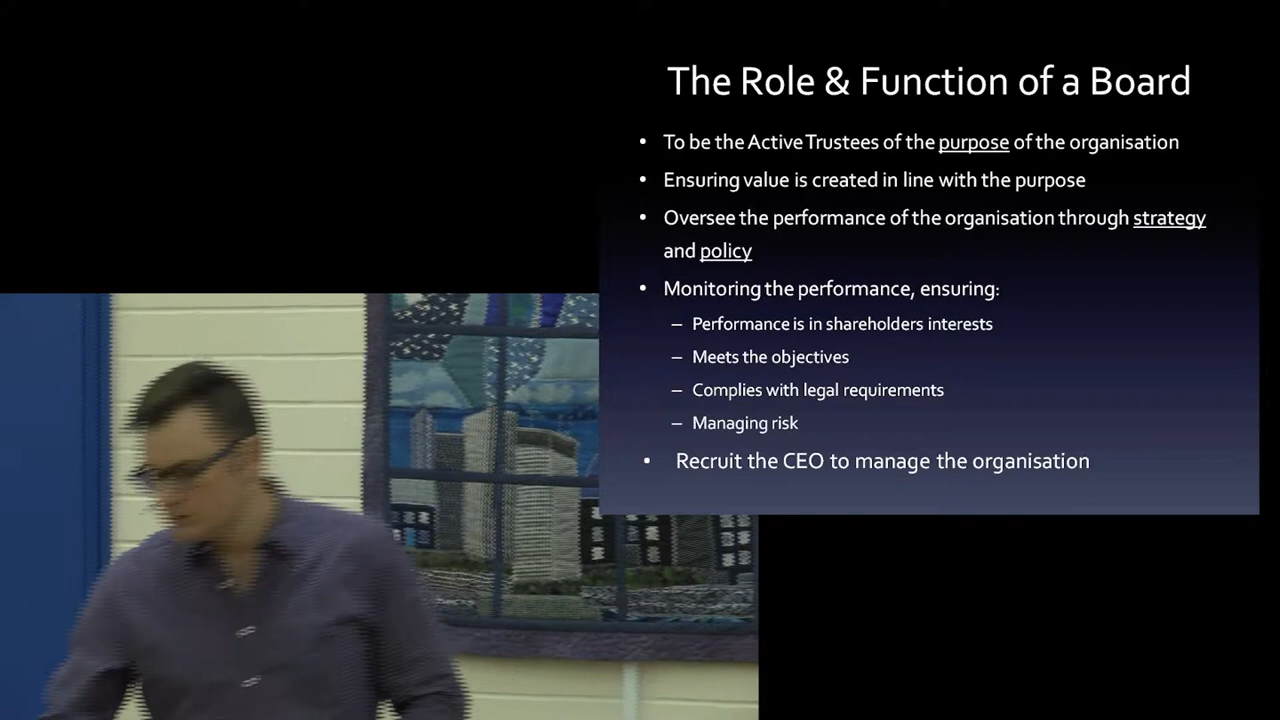 The Role & Function of a Board
• To be the Active Trustees of the purpose of the organisation
• Ensuring value is created in line with the purpose
• Oversee the performance of the organisation through strategy
and policy
• Monitoring the performance, ensuring:
– Performance is in shareholders interests
– Meets the objectives
– Complies with legal requirements
– Managing risk
• Recruit the CEO to manage the organisation